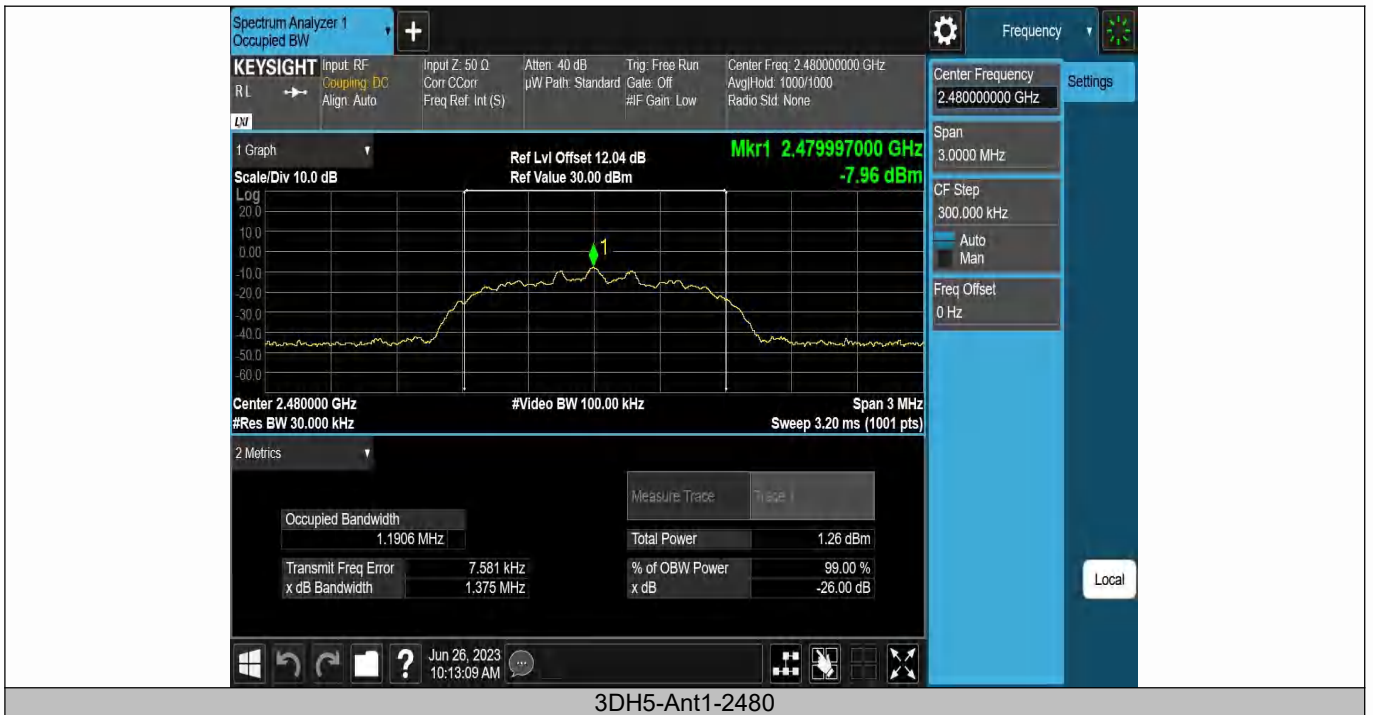 Spectrum Analyzer 1
Occupied BW
+
Frequency
KEYSIGHT
RL
LXI
Input: RF
Coupling: DC
Align: Auto
Input Z: 50 Ω
Corr CCorr
Freq Ref: Int (S)
Atten: 40 dB
µW Path: Standard
Trig: Free Run
Gate: Off
#IF Gain: Low
Center Freq: 2.480000000 GHz
Avg|Hold: 1000/1000
Radio Std: None
Center Frequency
2.480000000 GHz
Settings
Span
3.0000 MHz
CF Step
300.000 kHz
Auto
Man
Freq Offset
0 Hz
Local
1 Graph
Scale/Div 10.0 dB
Ref Lvl Offset 12.04 dB
Ref Value 30.00 dBm
Mkr1 2.479997000 GHz
-7.96 dBm
Log
20.0
10.0
0.00
-10.0
-20.0
-30.0
-40.0
-50.0
-60.0
1
Center 2.480000 GHz
#Video BW 100.00 kHz
Span 3 MHz
#Res BW 30.000 kHz
Sweep 3.20 ms (1001 pts)
2 Metrics
Measure Trace
Trace 1
Occupied Bandwidth
1.1906 MHz
Total Power 1.26 dBm
Transmit Freq Error 7.581 kHz
% of OBW Power 99.00 %
x dB Bandwidth 1.375 MHz
x dB -26.00 dB
?
Jun 26, 2023
10:13:09 AM
3DH5-Ant1-2480